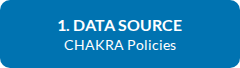 1. DATA SOURCE
CHAKRA Policies